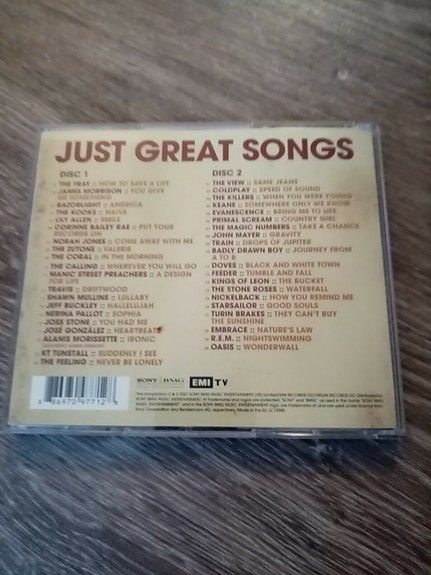 JUST GREAT SONGS
DISC 1
THE FRAY :: HOW TO SAVE A LIFE
JAMES MORRISON :: YOU GIVE
ME SOMETHING
RAZORLIGHT :: AMERICA
THE KOOKS :: NAIVE
LILY ALLEN :: SMILE
CORINNE BAILEY RAE :: PUT YOUR
RECORDS ON
NORAH JONES :: COME AWAY WITH ME
THE ZUTONS :: VALERIE
THE CORAL :: IN THE MORNING
THE CALLING :: WHEREVER YOU WILL GO
MANIC STREET PREACHERS :: A DESIGN
FOR LIFE
TRAVIS :: DRIFTWOOD
SHAWN MULLINS :: LULLABY
JEFF BUCKLEY :: HALLELUJAH
NERINA PALLOT :: SOPHIA
JOSS STONE :: YOU HAD ME
JOSÉ GONZÁLEZ :: HEARTBEATS
ALANIS MORISSETTE :: IRONIC
KT TUNSTALL :: SUDDENLY I SEE
THE FEELING :: NEVER BE LONELY
DISC 2
THE VIEW :: SAME JEANS
COLDPLAY :: SPEED OF SOUND
THE KILLERS :: WHEN YOU WERE YOUNG
KEANE :: SOMEWHERE ONLY WE KNOW
EVANESCENCE :: BRING ME TO LIFE
PRIMAL SCREAM :: COUNTRY GIRL
THE MAGIC NUMBERS :: TAKE A CHANCE
JOHN MAYER :: GRAVITY
TRAIN :: DROPS OF JUPITER
BADLY DRAWN BOY :: JOURNEY FROM
A TO B
DOVES :: BLACK AND WHITE TOWN
FEEDER :: TUMBLE AND FALL
KINGS OF LEON :: THE BUCKET
THE STONE ROSES :: WATERFALL
NICKELBACK :: HOW YOU REMIND ME
STARSAILOR :: GOOD SOULS
TURIN BRAKES :: THEY CAN'T BUY
THE SUNSHINE
EMBRACE :: NATURE'S LAW
R.E.M. :: NIGHTSWIMMING
OASIS :: WONDERWALL
SONY BMG
EMI TV
86970 97712